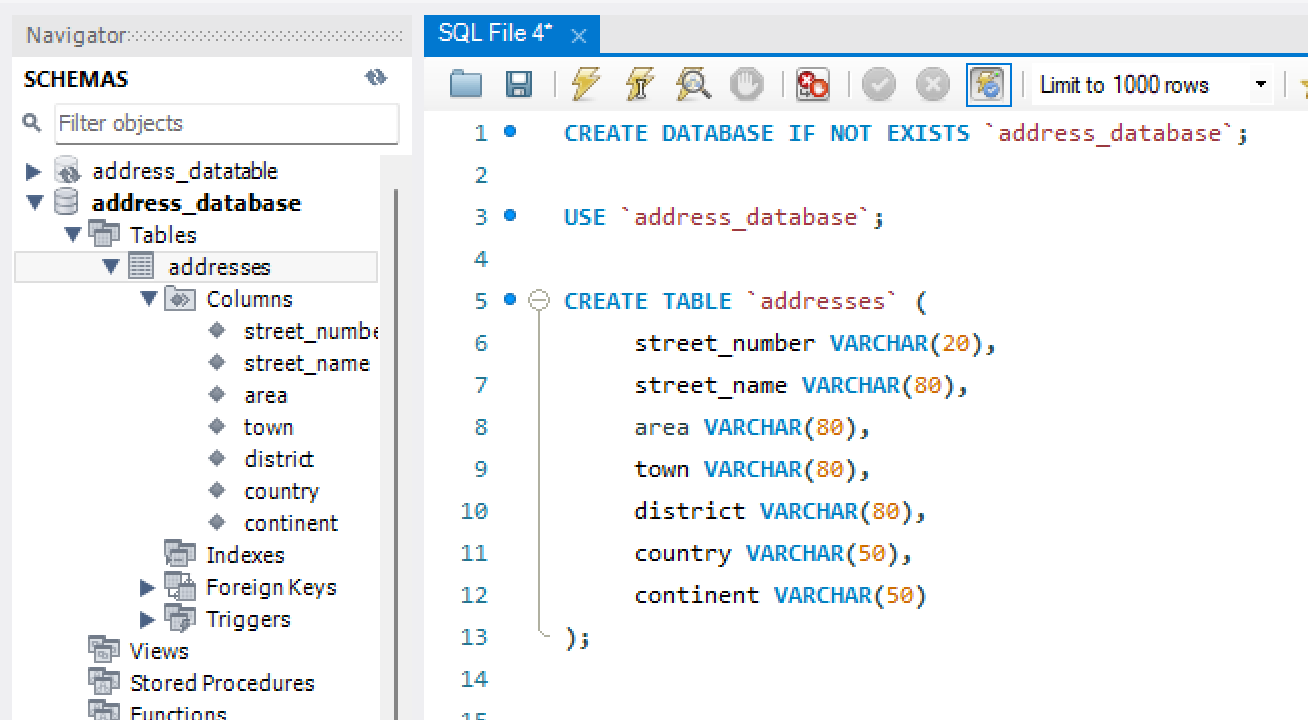 Navigator
SCHEMAS
Filter objects
address_datatable
address_database
Tables
addresses
Columns
street_numbe
street_name
area
town
district
country
continent
Indexes
Foreign Keys
Triggers
Views
Stored Procedures
Functions
SQL File 4*
Limit to 1000 rows
1 CREATE DATABASE IF NOT EXISTS `address_database`;
2
3 USE `address_database`;
4
5 CREATE TABLE `addresses` (
6 street_number VARCHAR(20),
7 street_name VARCHAR(80),
8 area VARCHAR(80),
9 town VARCHAR(80),
10 district VARCHAR(80),
11 country VARCHAR(50),
12 continent VARCHAR(50)
13 );
14
15